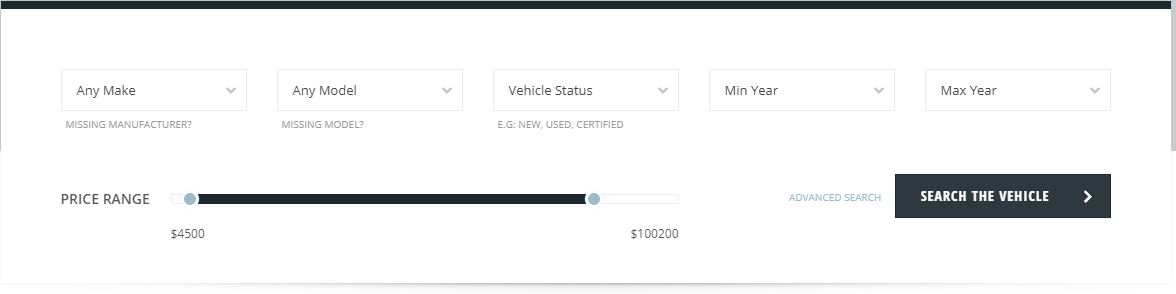 Any Make
Any Model
Vehicle Status
Min Year
Max Year
MISSING MANUFACTURER?
MISSING MODEL?
E.G: NEW, USED, CERTIFIED
PRICE RANGE
ADVANCED SEARCH
SEARCH THE VEHICLE
$4500
$100200